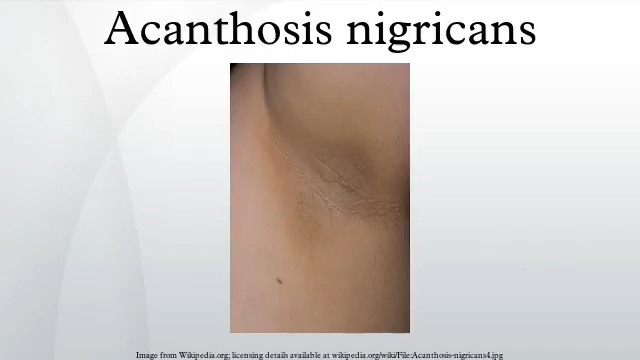 Acanthosis nigricans
Image from Wikipedia.org; licensing details available at wikipedia.org/wiki/File:Acanthosis-nigricans4.jpg